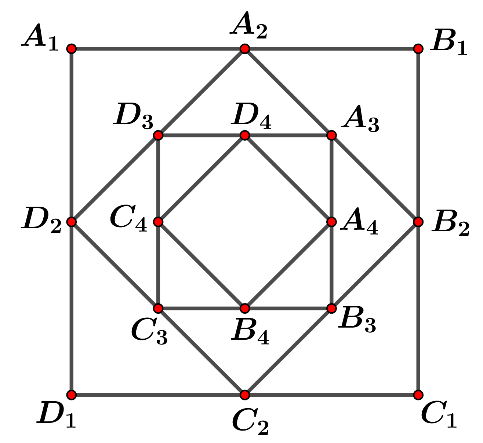 A₁ A₂ B₁
D₃ D₄ A₃
D₂ C₄ A₄ B₂
C₃ B₄ B₃
D₁ C₂ C₁